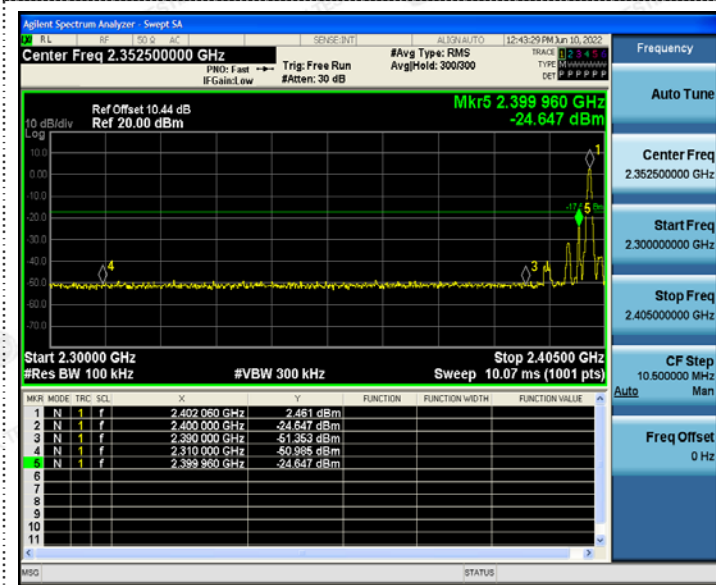 Agilent Spectrum Analyzer - Swept SA
RL RF 50 Ω AC SENSE:INT ALIGNAUTO 12:43:29 PM Jun 10, 2022
Center Freq 2.352500000 GHz
PNO: Fast
IFGain:Low
Trig: Free Run
#Atten: 30 dB
#Avg Type: RMS
Avg|Hold: 300/300
TRACE 1 2 3 4 5 6
TYPE M
DET P P P P P P
Ref Offset 10.44 dB
10 dB/div Ref 20.00 dBm
Log
Mkr5 2.399 960 GHz
-24.647 dBm
10.0
0.00
-10.0
-20.0
-30.0
-40.0
-50.0
-60.0
-70.0
1
5
4
3
Start 2.30000 GHz Stop 2.40500 GHz
#Res BW 100 kHz #VBW 300 kHz Sweep 10.07 ms (1001 pts)
MKR MODE TRC SCL X Y FUNCTION FUNCTION WIDTH FUNCTION VALUE
1 N 1 f 2.402 060 GHz 2.461 dBm
2 N 1 f 2.400 000 GHz -24.647 dBm
3 N 1 f 2.390 000 GHz -51.353 dBm
4 N 1 f 2.310 000 GHz -50.985 dBm
5 N 1 f 2.399 960 GHz -24.647 dBm
6
7
8
9
10
11
MSG STATUS
Frequency
Auto Tune
Center Freq
2.352500000 GHz
Start Freq
2.300000000 GHz
Stop Freq
2.405000000 GHz
CF Step
10.500000 MHz
Auto Man
Freq Offset
0 Hz